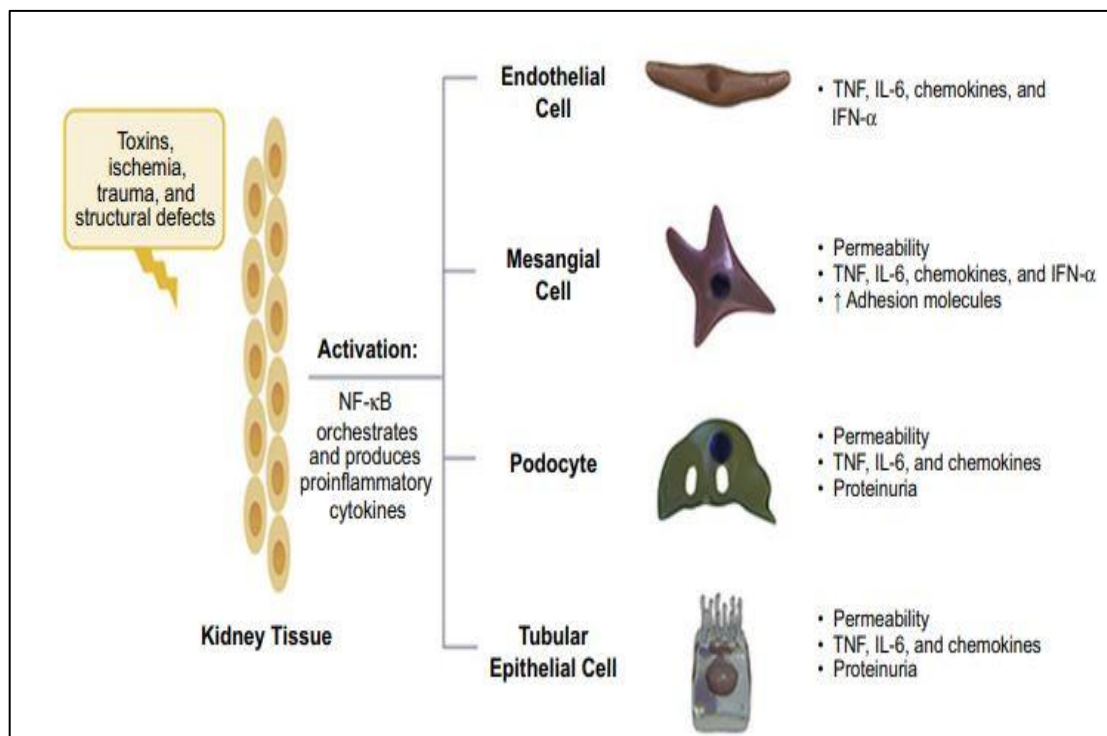 Toxins,
ischemia,
trauma, and
structural defects
Kidney Tissue
Activation:
NF-κB
orchestrates
and produces
proinflammatory
cytokines
Endothelial
Cell
• TNF, IL-6, chemokines, and
IFN-α
Mesangial
Cell
• Permeability
• TNF, IL-6, chemokines, and IFN-α
• ↑ Adhesion molecules
Podocyte
• Permeability
• TNF, IL-6, and chemokines
• Proteinuria
Tubular
Epithelial Cell
• Permeability
• TNF, IL-6, and chemokines
• Proteinuria